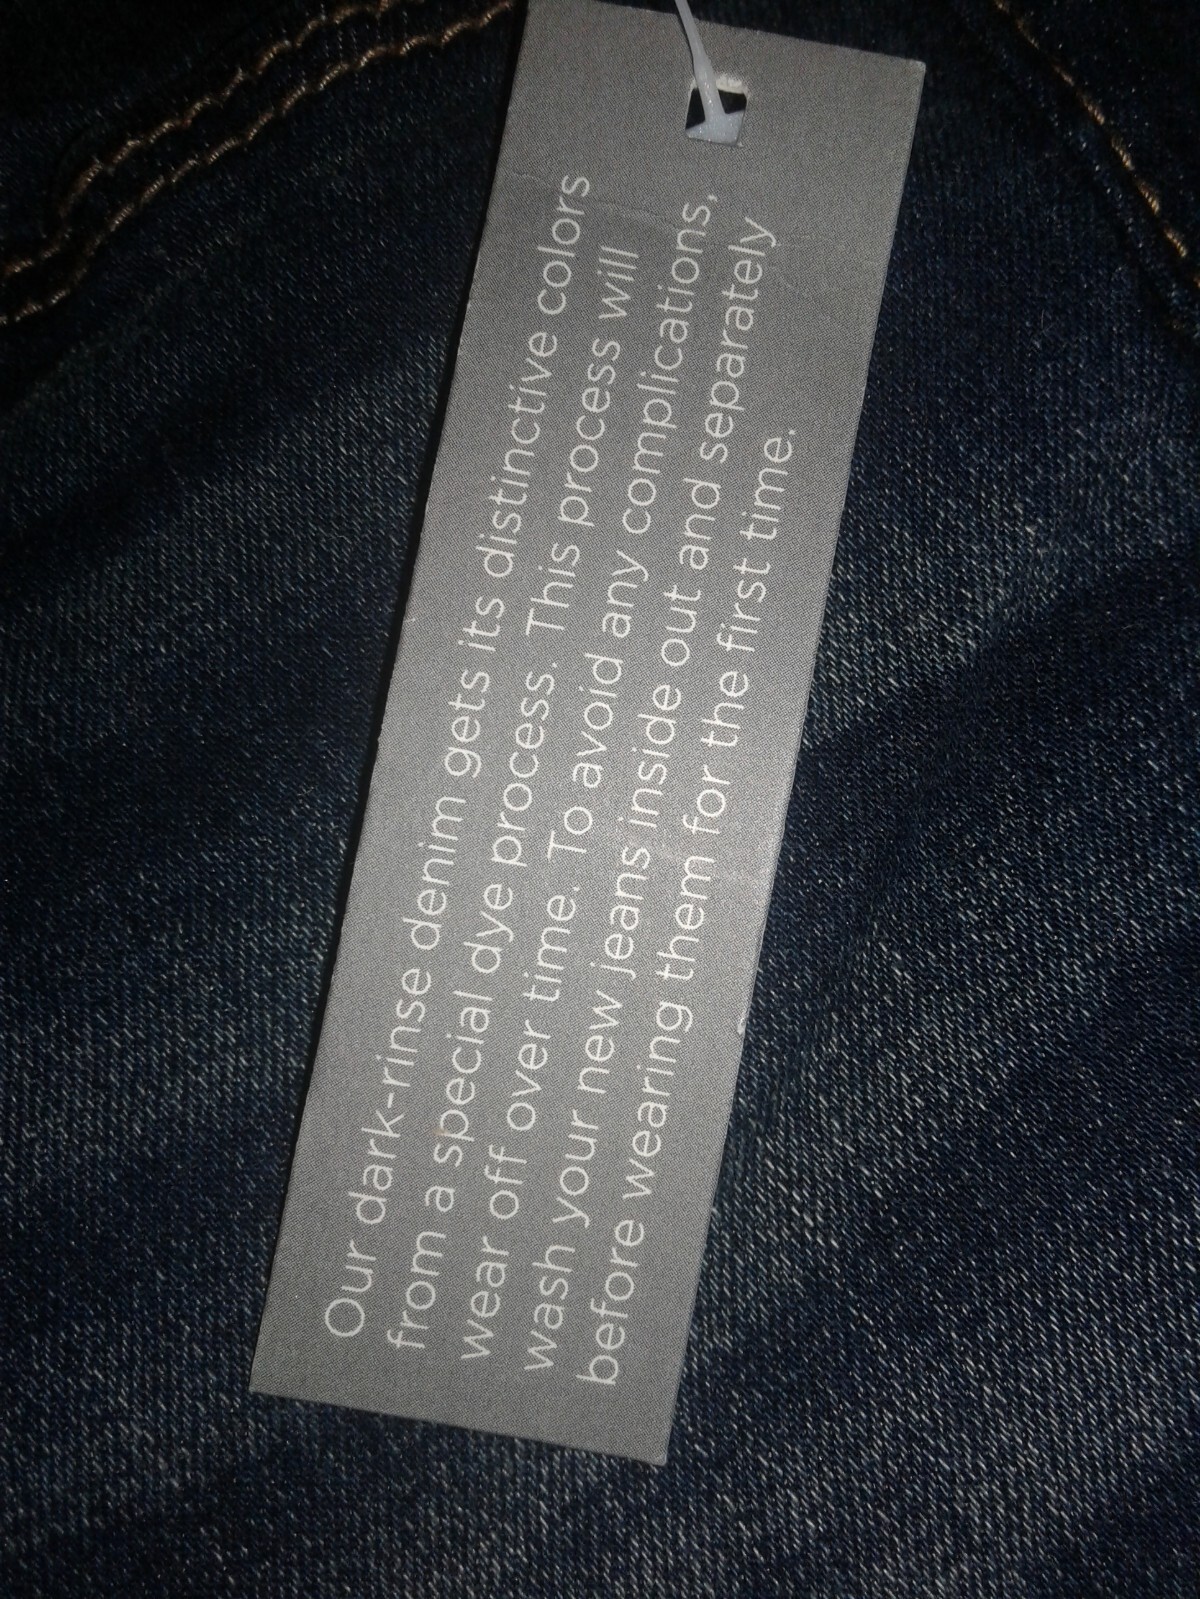 Our dark-rinse denim gets its distinctive colors
from a special dye process. This process will
wear off over time. To avoid any complications,
wash your new jeans inside out and separately
before wearing them for the first time.